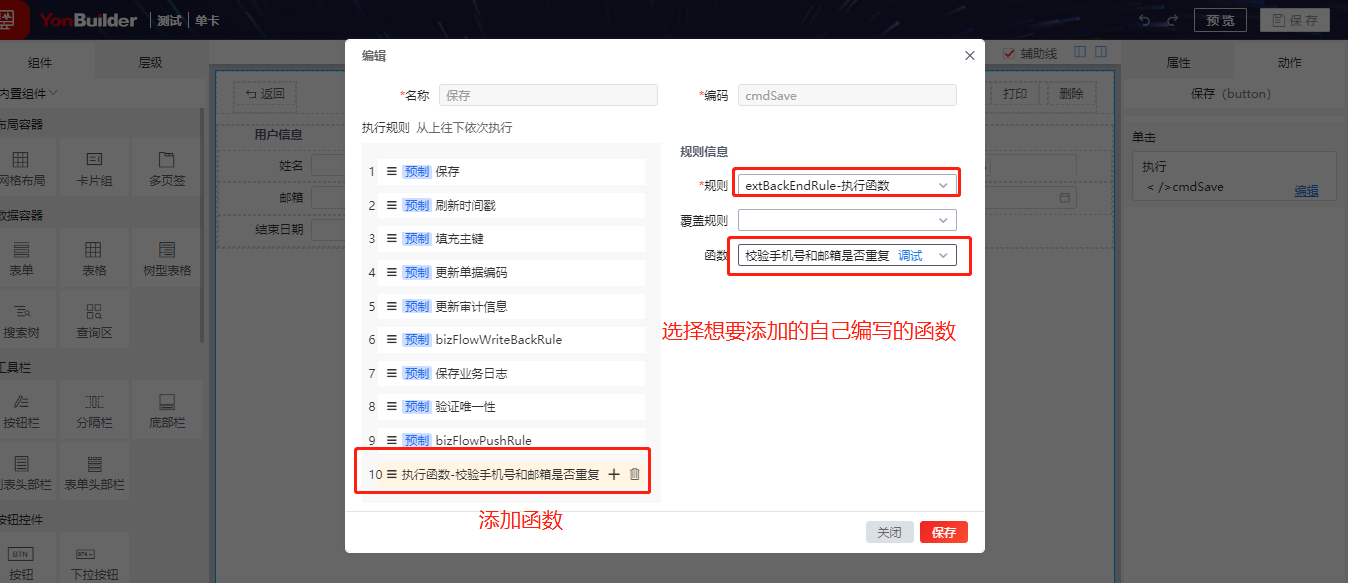 YonBuilder 测试 单卡
预览 保存
组件 层级
内置组件
布局容器
网格布局 卡片组 多页签
数据容器
表单 表格 树型表格
搜索树 查询区
工具栏
按钮栏 分隔栏 底部栏
列表头部栏 表单头部栏
按钮控件
BTN BTN
按钮 下拉按钮
返回
打印 删除
辅助线
用户信息
姓名
邮箱
结束日期
属性 动作
保存（button）
单击
执行
< />cmdSave 编辑
编辑
*名称 保存 *编码 cmdSave
执行规则 从上往下依次执行
1 预制 保存
2 预制 刷新时间戳
3 预制 填充主键
4 预制 更新单据编码
5 预制 更新审计信息
6 预制 bizFlowWriteBackRule
7 预制 保存业务日志
8 预制 验证唯一性
9 预制 bizFlowPushRule
10 执行函数-校验手机号和邮箱是否重复
规则信息
*规则 extBackEndRule-执行函数
覆盖规则
函数 校验手机号和邮箱是否重复 调试
选择想要添加的自己编写的函数
添加函数
关闭 保存